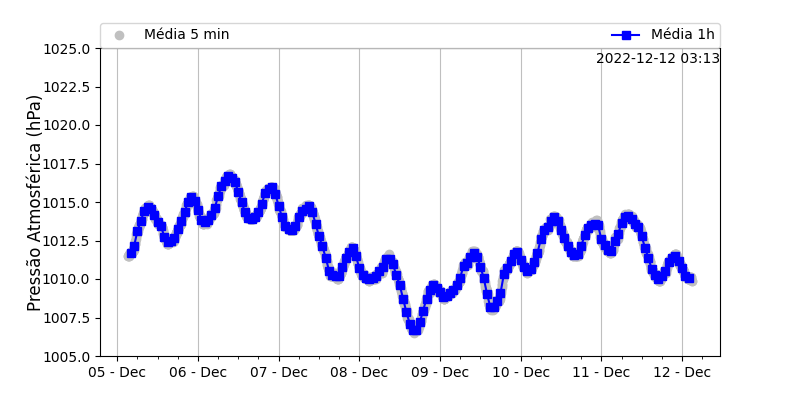 Média 5 min
Média 1h
2022-12-12 03:13
Pressão Atmosférica (hPa)
1025.0
1022.5
1020.0
1017.5
1015.0
1012.5
1010.0
1007.5
1005.0
05 - Dec
06 - Dec
07 - Dec
08 - Dec
09 - Dec
10 - Dec
11 - Dec
12 - Dec